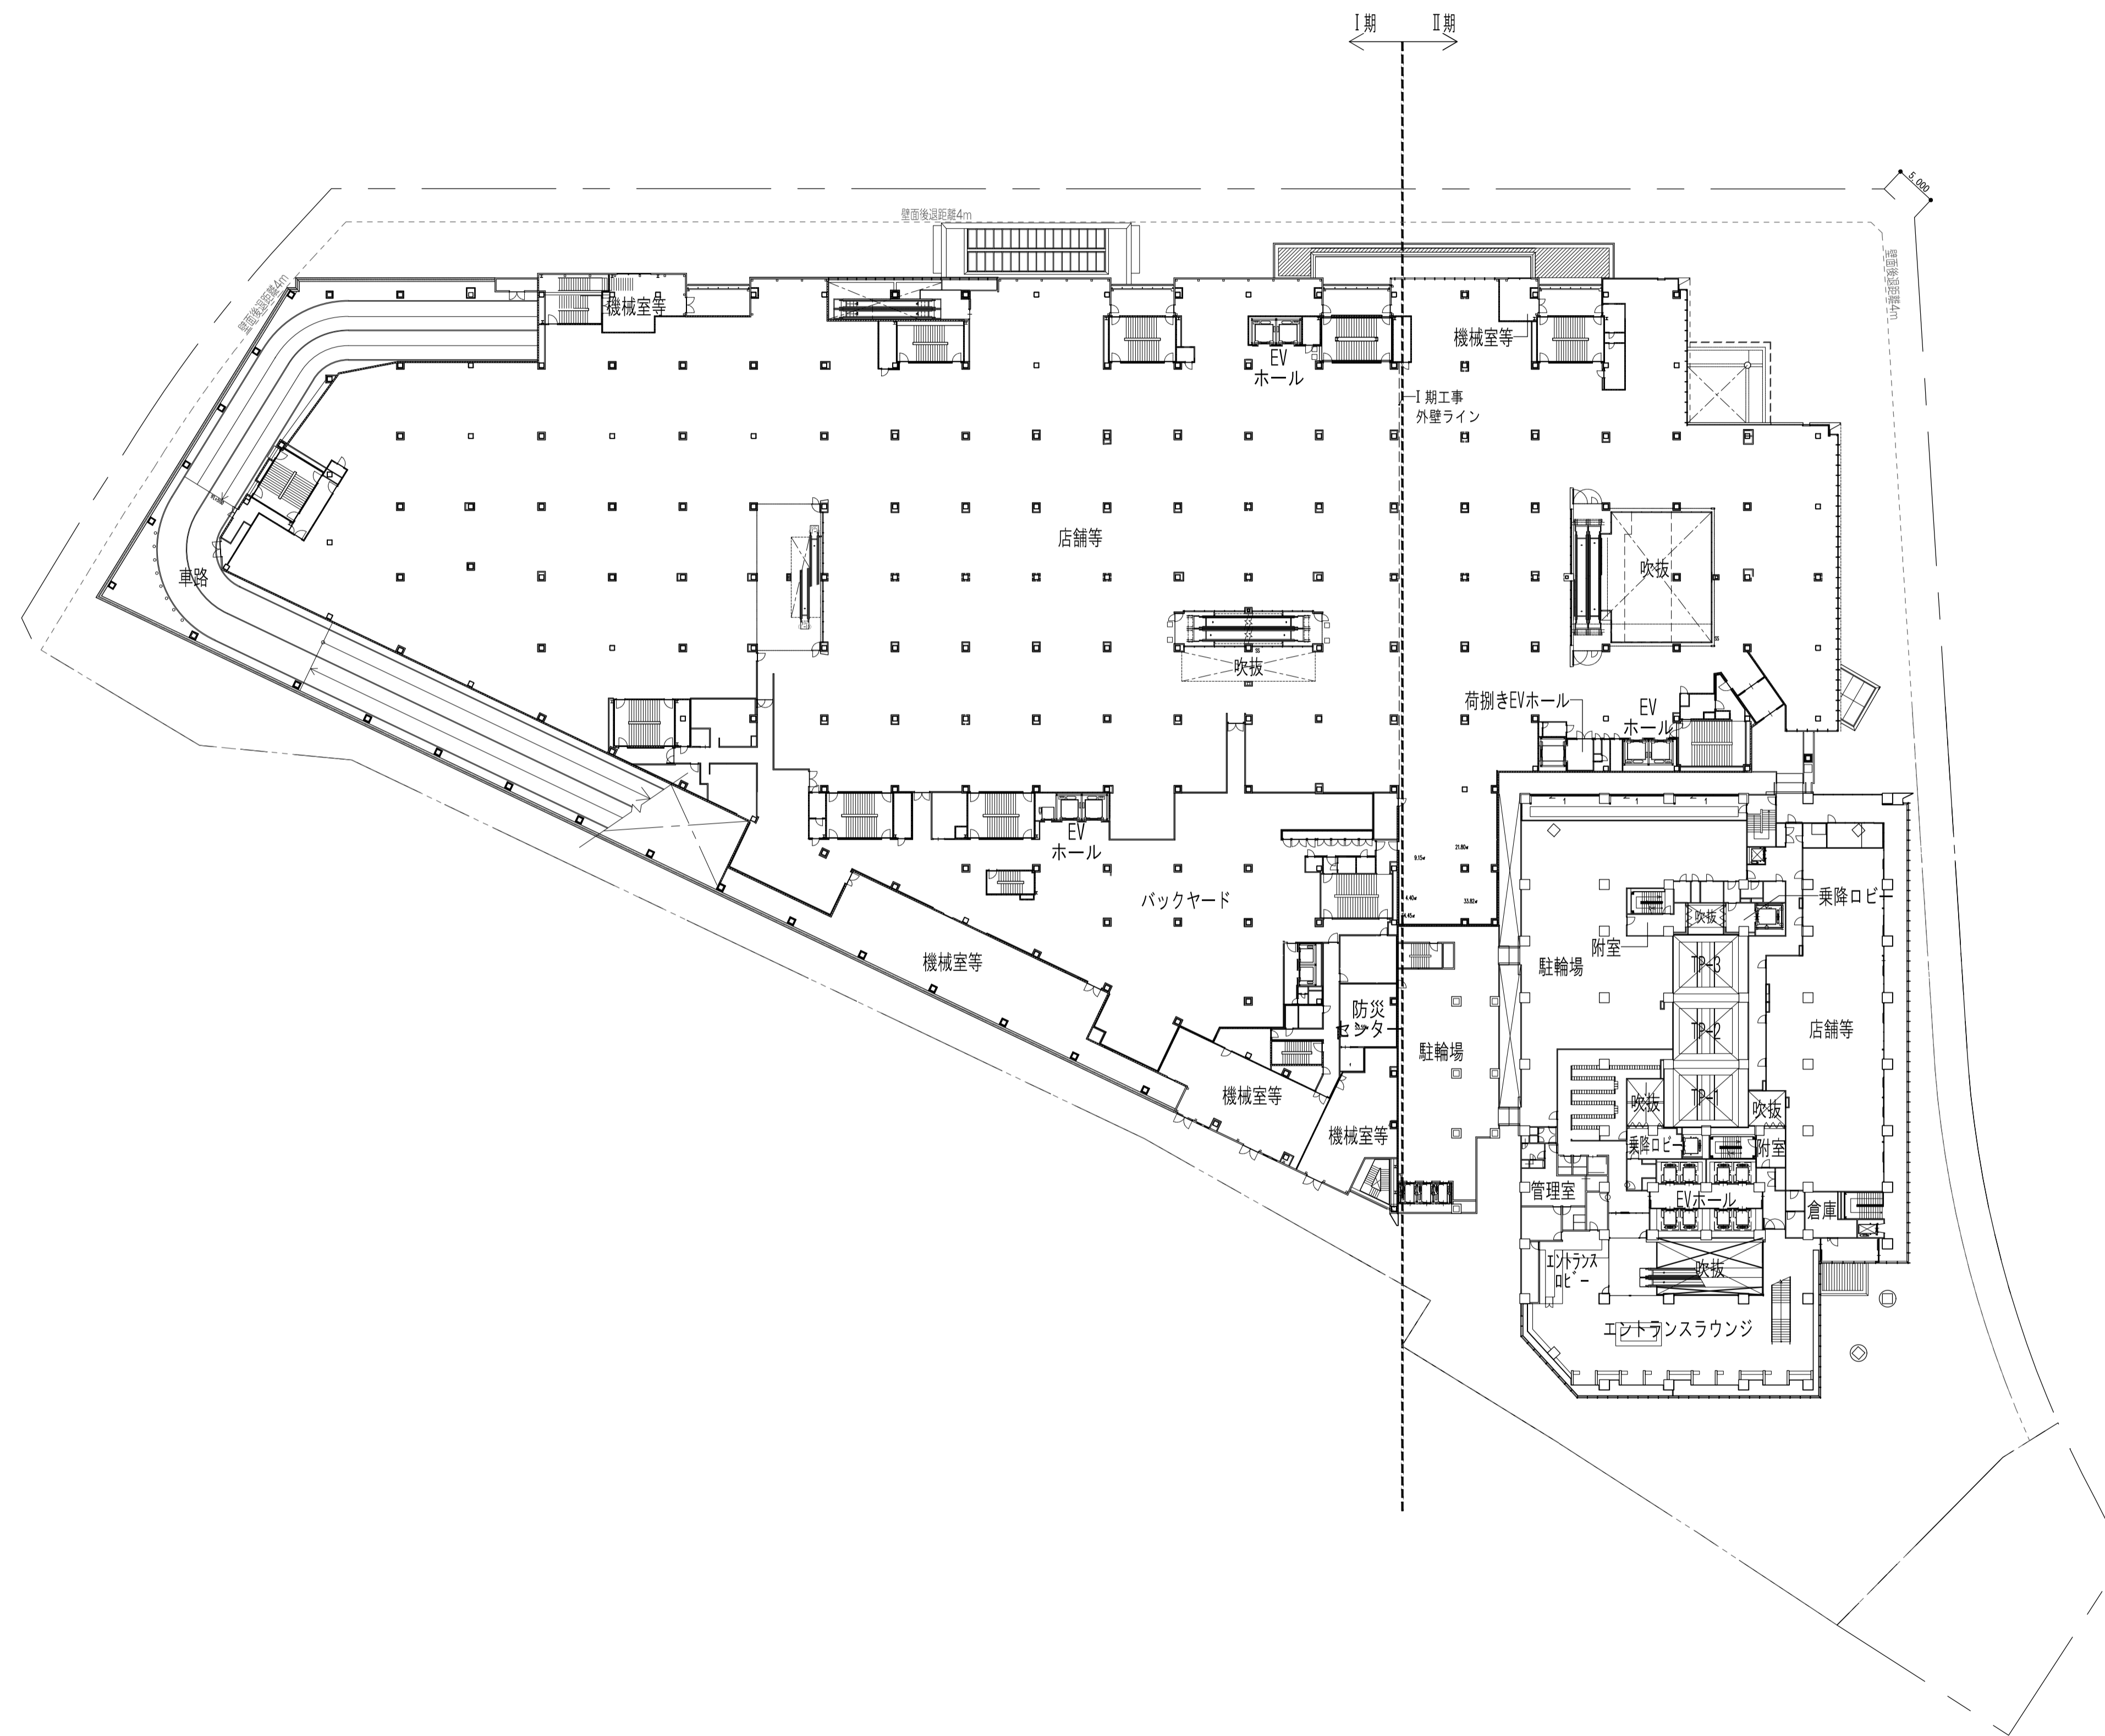 Ⅰ期
Ⅱ期
5,000
壁面後退距離4m
壁面後退距離4m
壁面後退距離4m
機械室等
機械室等
EV
ホール
Ⅰ期工事
外壁ライン
店舗等
吹抜
車路
吹抜
荷捌きEVホール
EV
ホール
EV
ホール
バックヤード
9.15㎡
21.80㎡
4.40㎡
33.82㎡
乗降ロビー
吹抜
附室
駐輪場
TP-3
機械室等
防災
センター
TP-2
店舗等
駐輪場
機械室等
TP-1
吹抜
吹抜
機械室等
乗降ロビー
附室
管理室
EVホール
倉庫
エントランス
ロビー
吹抜
エントランスラウンジ